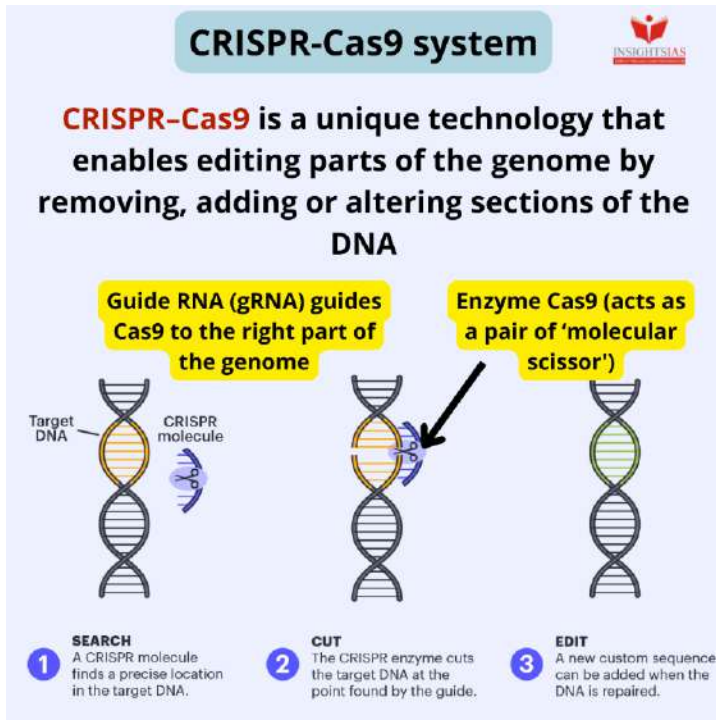 CRISPR-Cas9 system
INSIGHTSIAS
CRISPR–Cas9 is a unique technology that
enables editing parts of the genome by
removing, adding or altering sections of the
DNA
Guide RNA (gRNA) guides
Cas9 to the right part of
the genome
Enzyme Cas9 (acts as
a pair of ‘molecular
scissor')
Target
DNA
CRISPR
molecule
1
SEARCH
A CRISPR molecule
finds a precise location
in the target DNA.
2
CUT
The CRISPR enzyme cuts
the target DNA at the
point found by the guide.
3
EDIT
A new custom sequence
can be added when the
DNA is repaired.